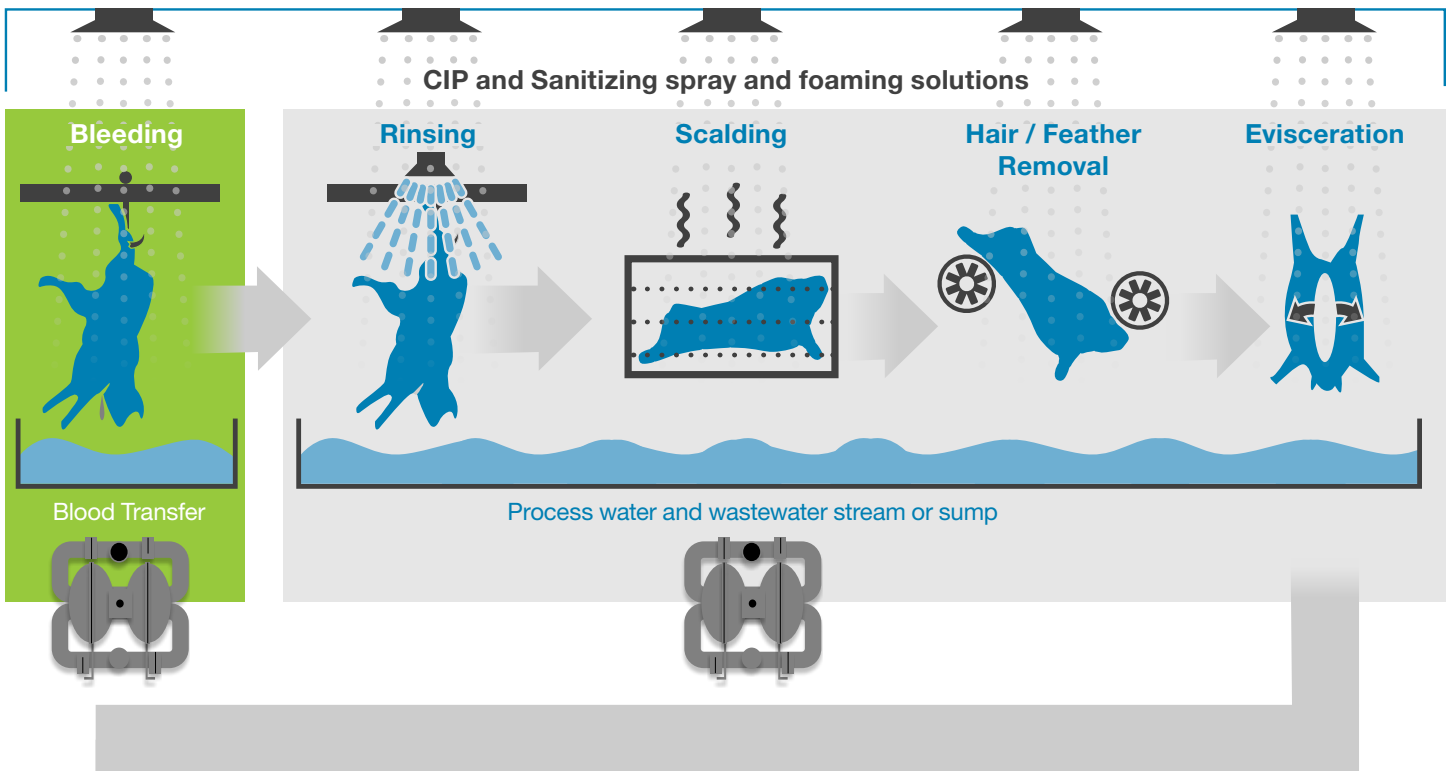 CIP and Sanitizing spray and foaming solutions
Bleeding
Rinsing
Scalding
Hair / Feather
Removal
Evisceration
Blood Transfer
Process water and wastewater stream or sump